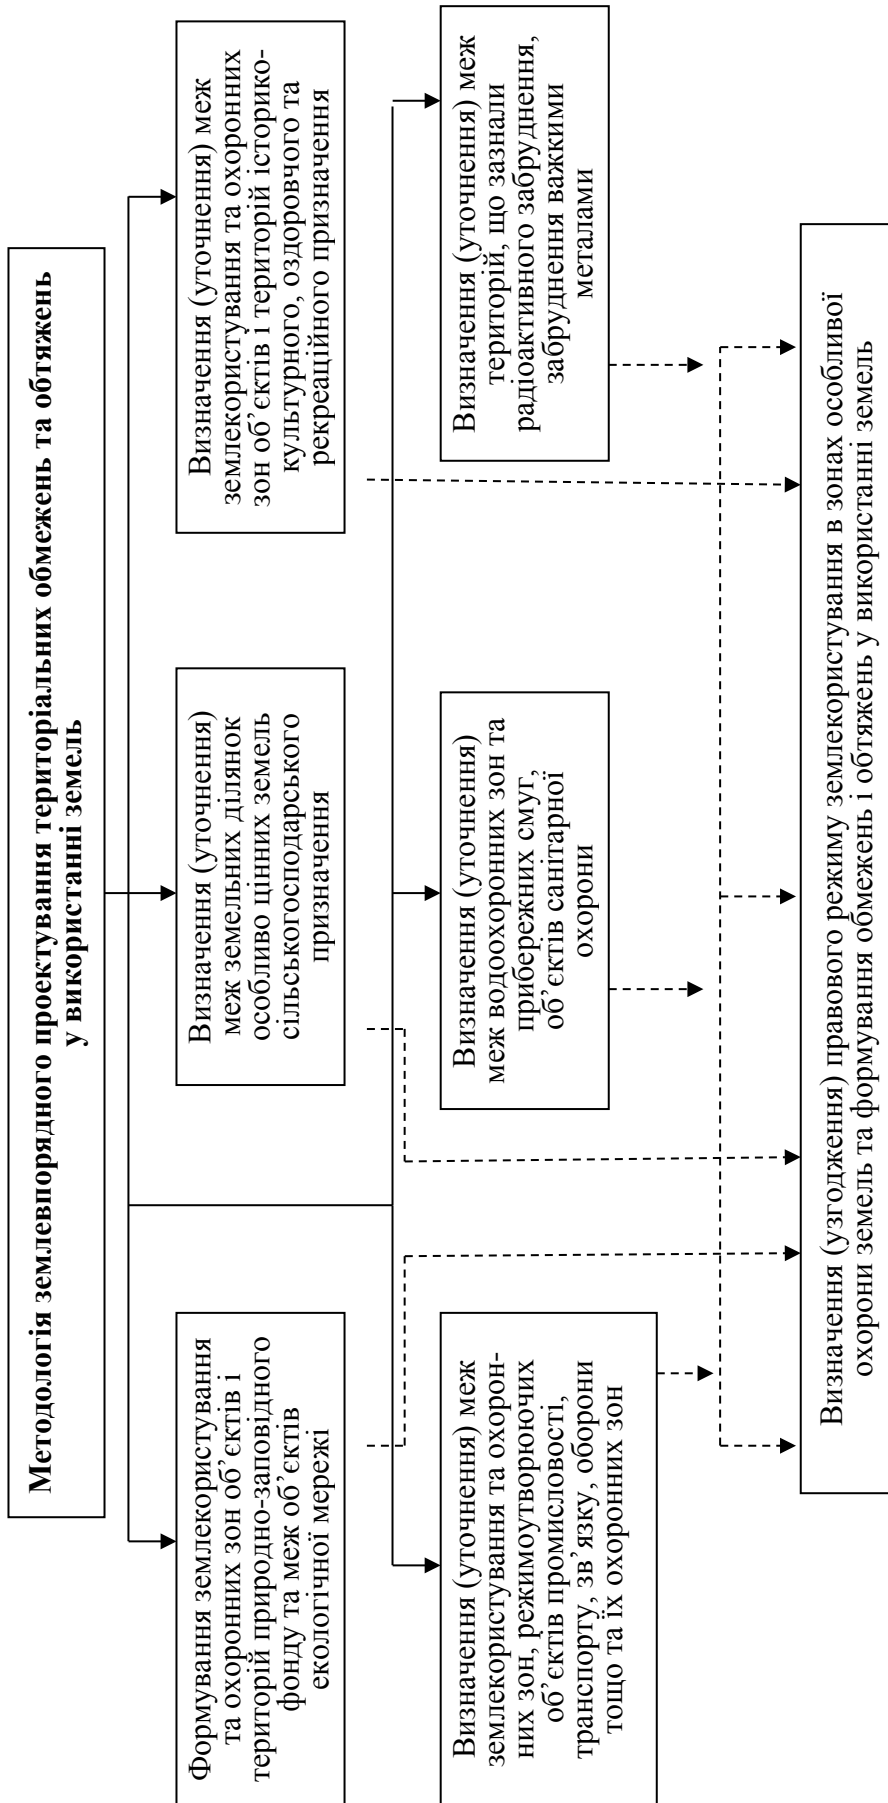 Методологія землевпорядного проектування територіальних обмежень та обтяжень
у використанні земель
Формування землекористування
та охоронних зон об’єктів і
територій природно-заповідного
фонду та меж об’єктів
екологічної мережі
Визначення (уточнення)
меж земельних ділянок
особливо цінних земель
сільськогосподарського
призначення
Визначення (уточнення) меж
землекористування та охоронних
зон об’єктів і територій історико-
культурного, оздоровчого та
рекреаційного призначення
Визначення (уточнення) меж
землекористування та охорон-
них зон, режимоутворюючих
об’єктів промисловості,
транспорту, зв’язку, оборони
тощо та їх охоронних зон
Визначення (уточнення)
меж водоохоронних зон та
прибережних смуг,
об’єктів санітарної
охорони
Визначення (уточнення) меж
територій, що зазнали
радіоактивного забруднення,
забруднення важкими
металами
Визначення (узгодження) правового режиму землекористування в зонах особливої
охорони земель та формування обмежень і обтяжень у використанні земель